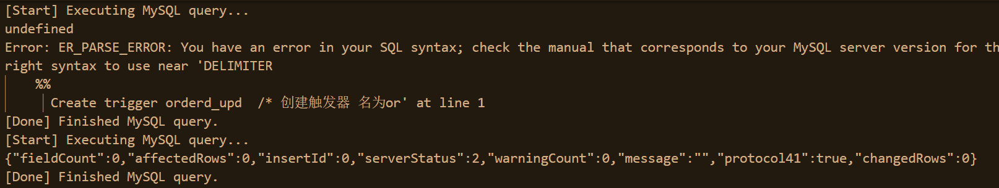 [Start] Executing MySQL query...
undefined
Error: ER_PARSE_ERROR: You have an error in your SQL syntax; check the manual that corresponds to your MySQL server version for th
right syntax to use near 'DELIMITER
%%
Create trigger orderd_upd  /* 创建触发器 名为or' at line 1
[Done] Finished MySQL query.
[Start] Executing MySQL query...
{"fieldCount":0,"affectedRows":0,"insertId":0,"serverStatus":2,"warningCount":0,"message":"","protocol41":true,"changedRows":0}
[Done] Finished MySQL query.